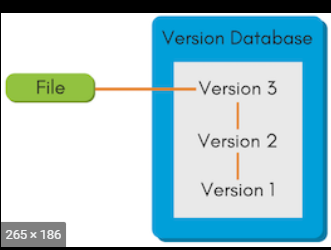 Version Database
File
Version 3
Version 2
Version 1
265 × 186